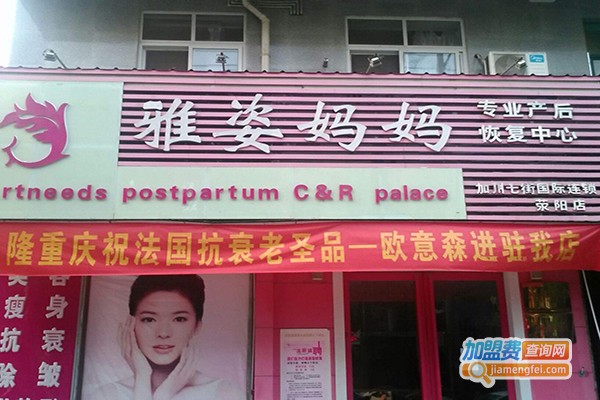 雅姿妈妈
专业产后
恢复中心
artneeds postpartum C&R palace
加州七街国际连锁
荥阳店
隆重庆祝法国抗衰老圣品一欧意森进驻我店
瘦身
抗衰
除皱
加盟费查询网
jiamengfei.com